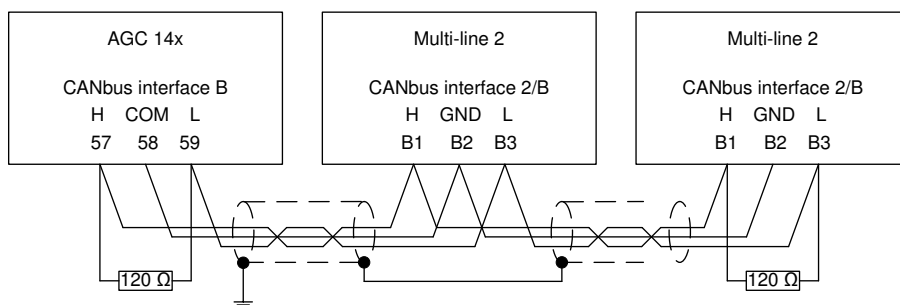 AGC 14x
CANbus interface B
H COM L
57 58 59
Multi-line 2
CANbus interface 2/B
H GND L
B1 B2 B3
Multi-line 2
CANbus interface 2/B
H GND L
B1 B2 B3
120 Ω
120 Ω